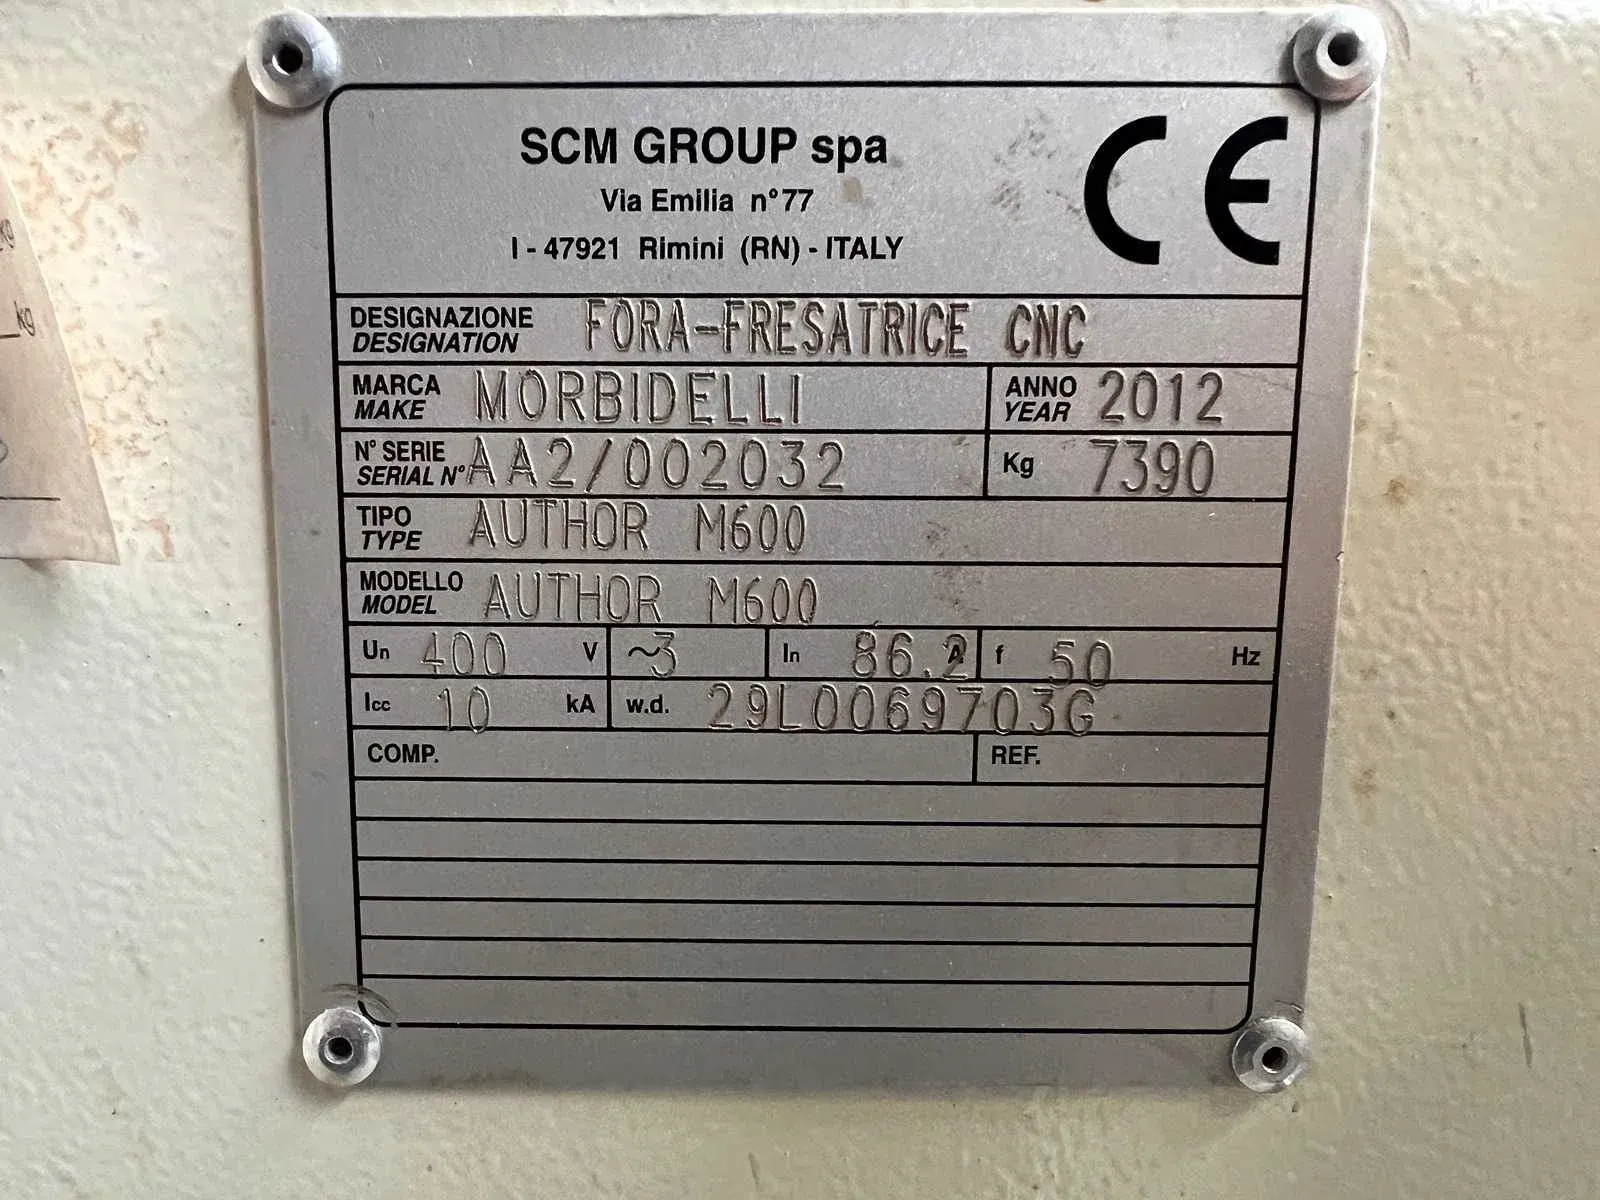 SCM GROUP spa
Via Emilia n°77
I - 47921 Rimini (RN) - ITALY
CE
DESIGNAZIONE
DESIGNATION
FORA-FRESATRICE CNC
MARCA
MAKE
MORBIDELLI
ANNO
YEAR
2012
N° SERIE
SERIAL N°
AA2/002032
Kg 7390
TIPO
TYPE
AUTHOR M600
MODELLO
MODEL
AUTHOR M600
Un 400 V ~3 In 86.2 A f 50 Hz
Icc 10 kA w.d. 29L0069703G
COMP. REF.
kg
kg